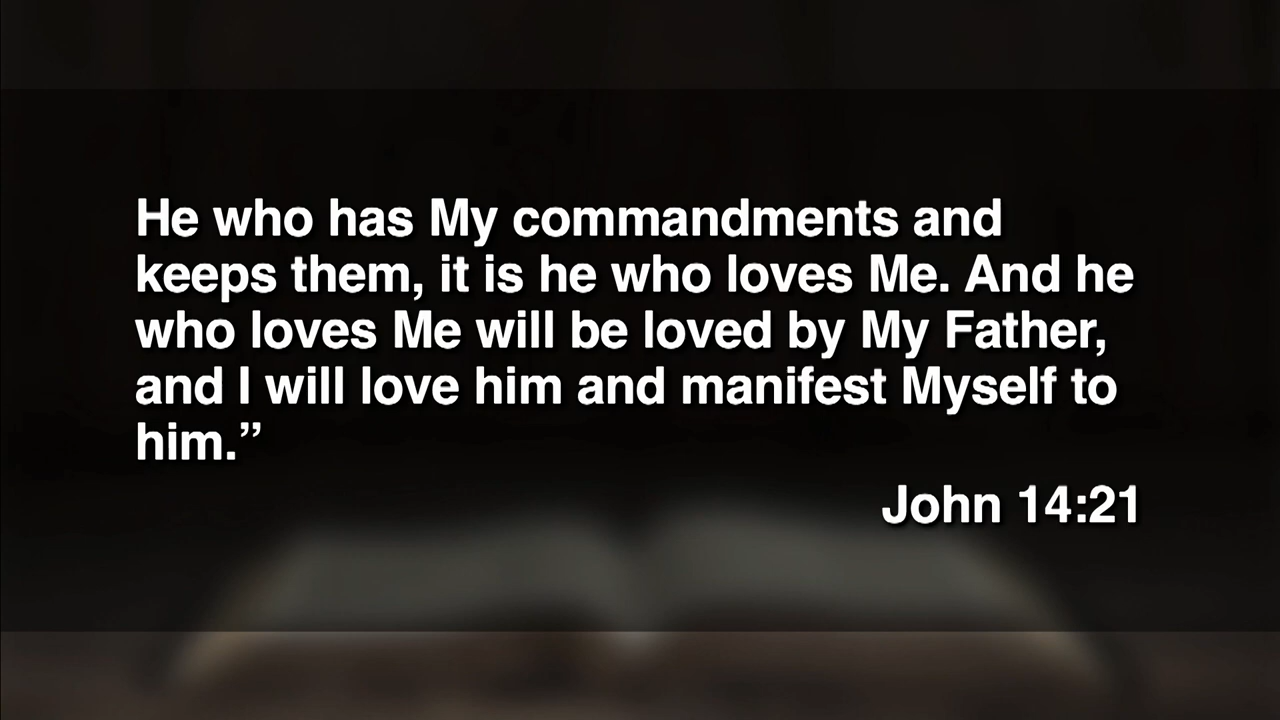 He who has My commandments and
keeps them, it is he who loves Me. And he
who loves Me will be loved by My Father,
and I will love him and manifest Myself to
him.”
John 14:21